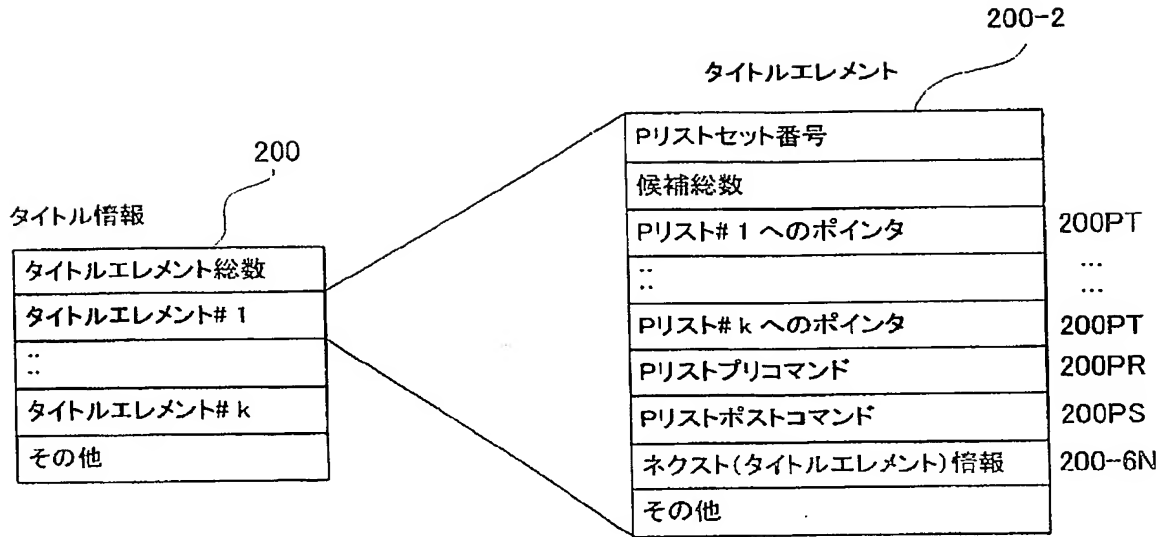 200-2
タイトルエレメント
200
タイトル情報
タイトルエレメント総数
タイトルエレメント#1
::
タイトルエレメント#k
その他
Pリストセット番号
候補総数
Pリスト#1 へのポインタ 200PT
:: ...
...
Pリスト#k へのポインタ 200PT
Pリストプリコマンド 200PR
Pリストポストコマンド 200PS
ネクスト(タイトルエレメント)情報 200-6N
その他